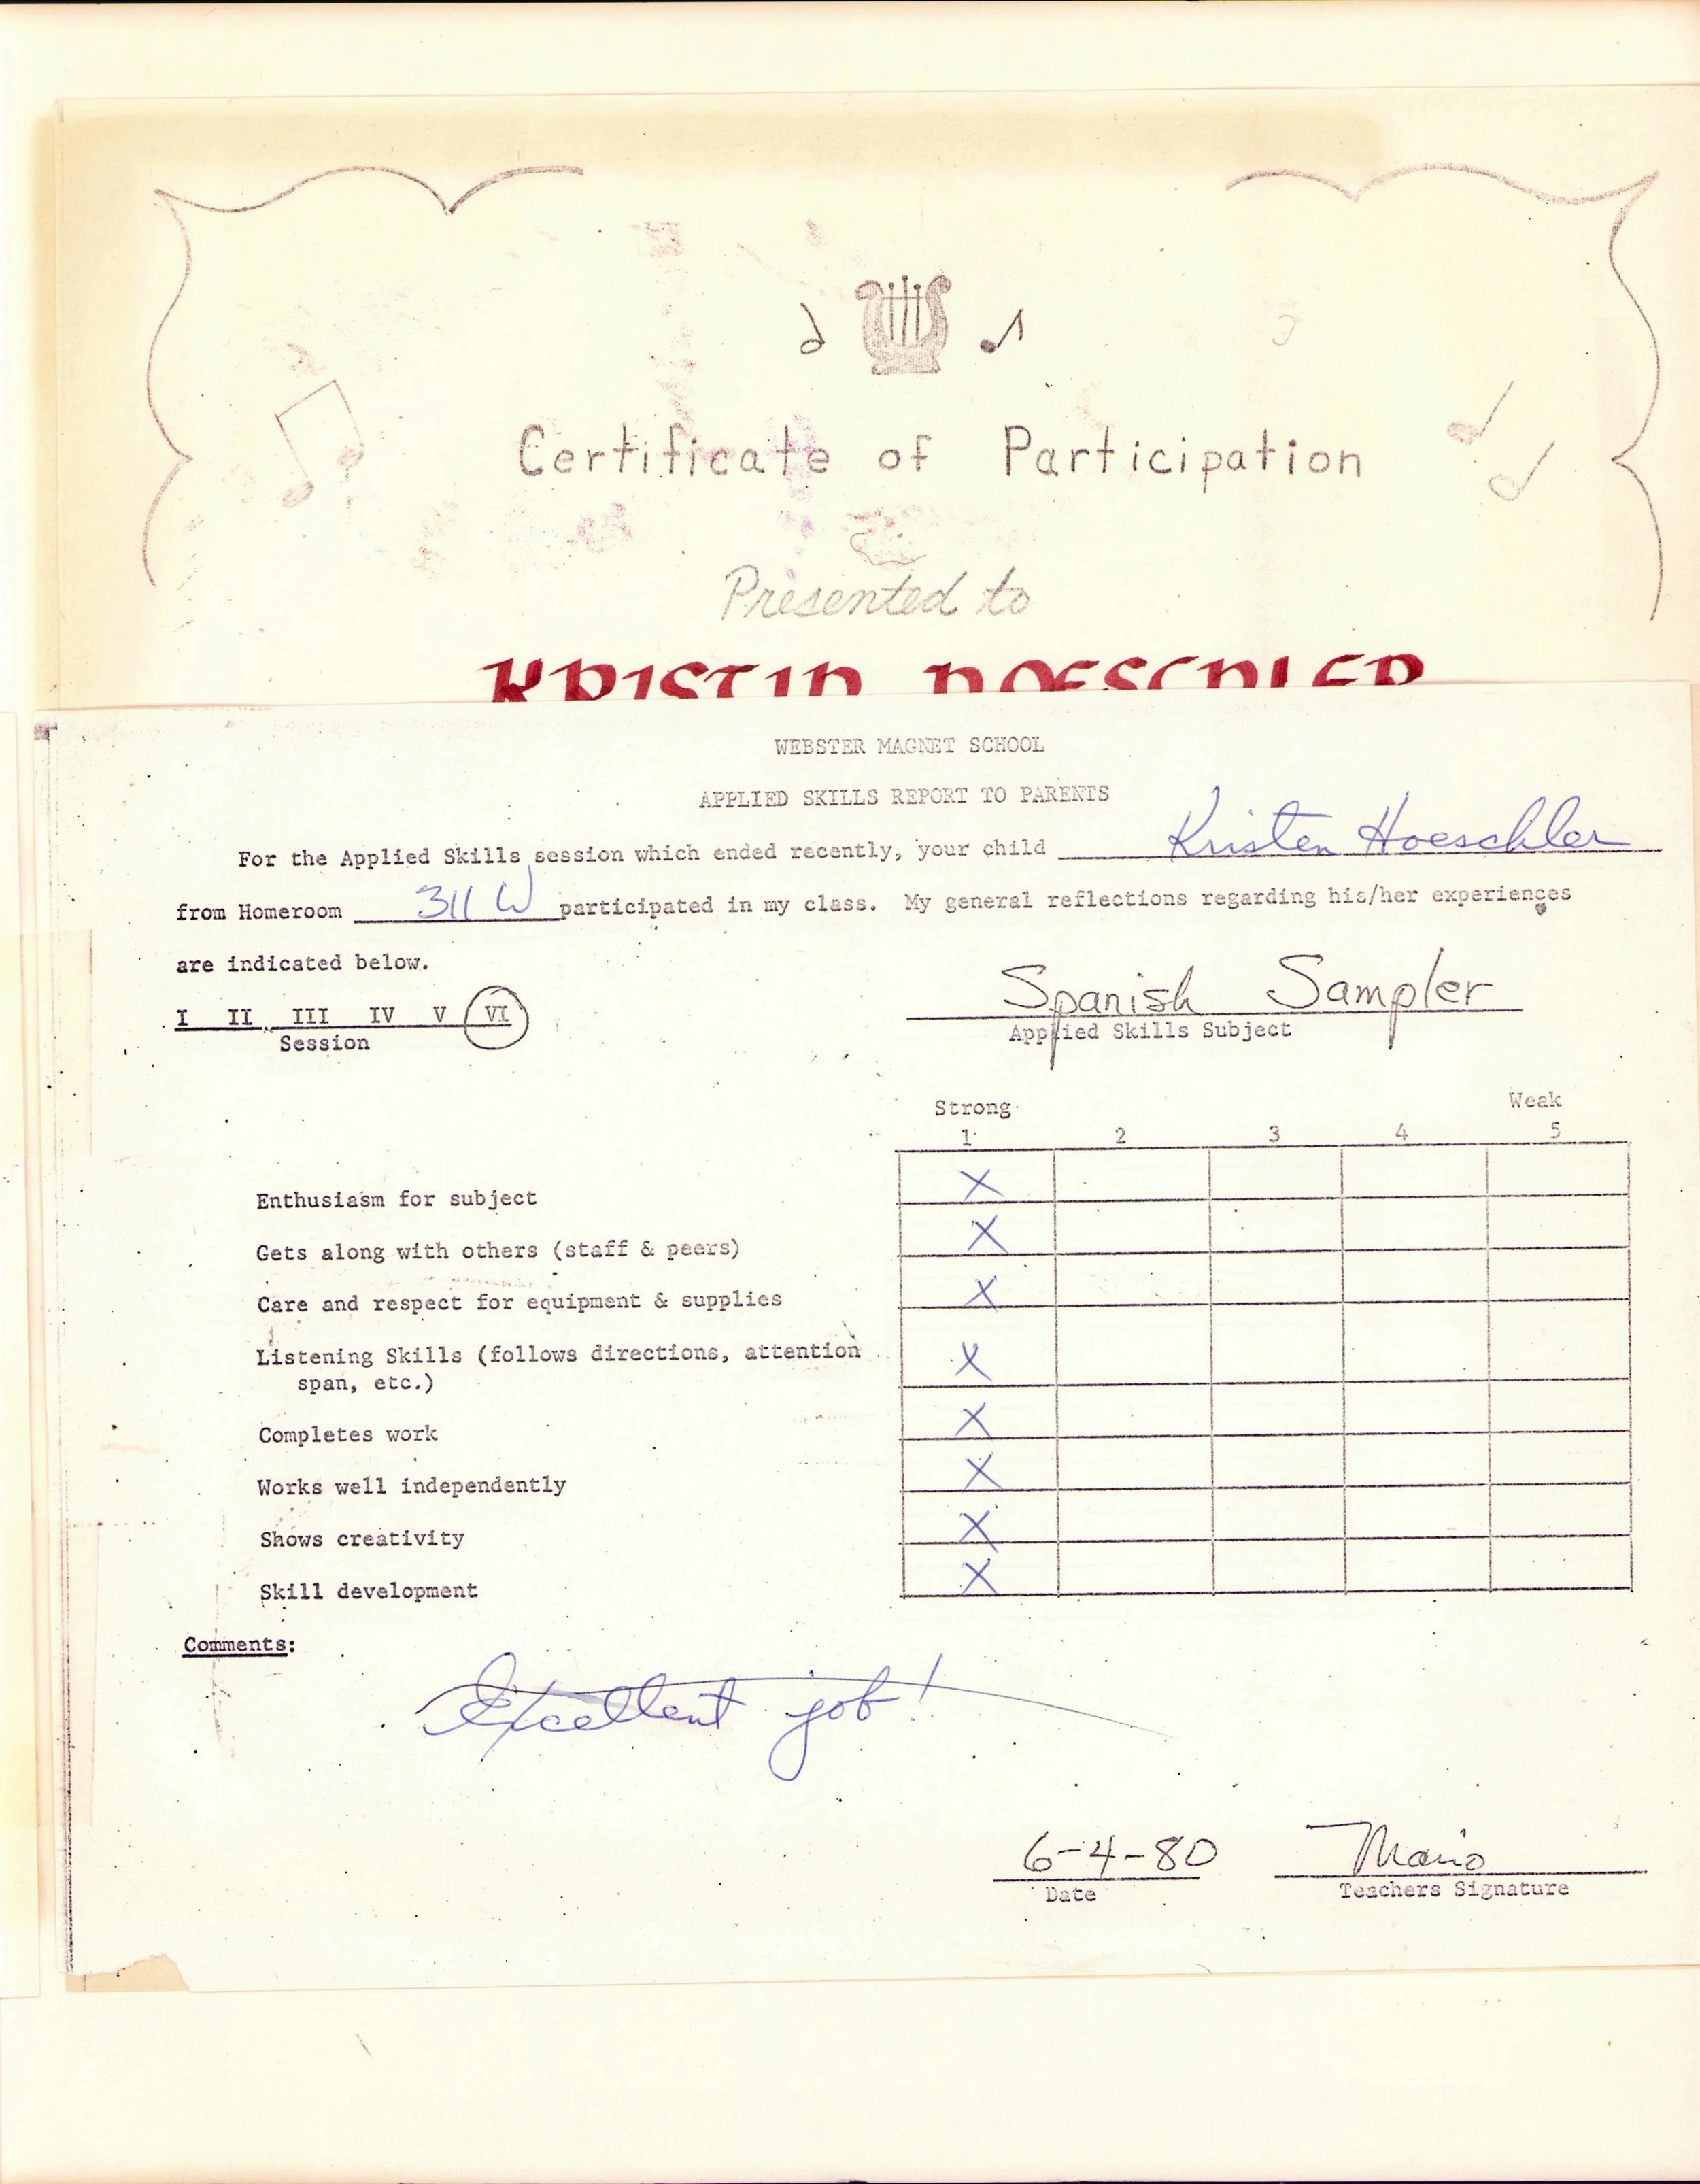 Certificate of Participation
Presented to
KRISTIN HOESCHLER
WEBSTER MAGNET SCHOOL
APPLIED SKILLS REPORT TO PARENTS
For the Applied Skills session which ended recently, your child Kristen Hoeschler
from Homeroom 311 W participated in my class. My general reflections regarding his/her experiences
are indicated below.
Spanish Sampler
I II III IV V VI
Applied Skills Subject
Session
Strong Weak
1 2 3 4 5
Enthusiasm for subject X
Gets along with others (staff & peers) X
Care and respect for equipment & supplies X
Listening Skills (follows directions, attention X
span, etc.)
Completes work X
Works well independently X
Shows creativity X
Skill development X
Comments:
Excellent job!
6-4-80 Mario
Date Teachers Signature